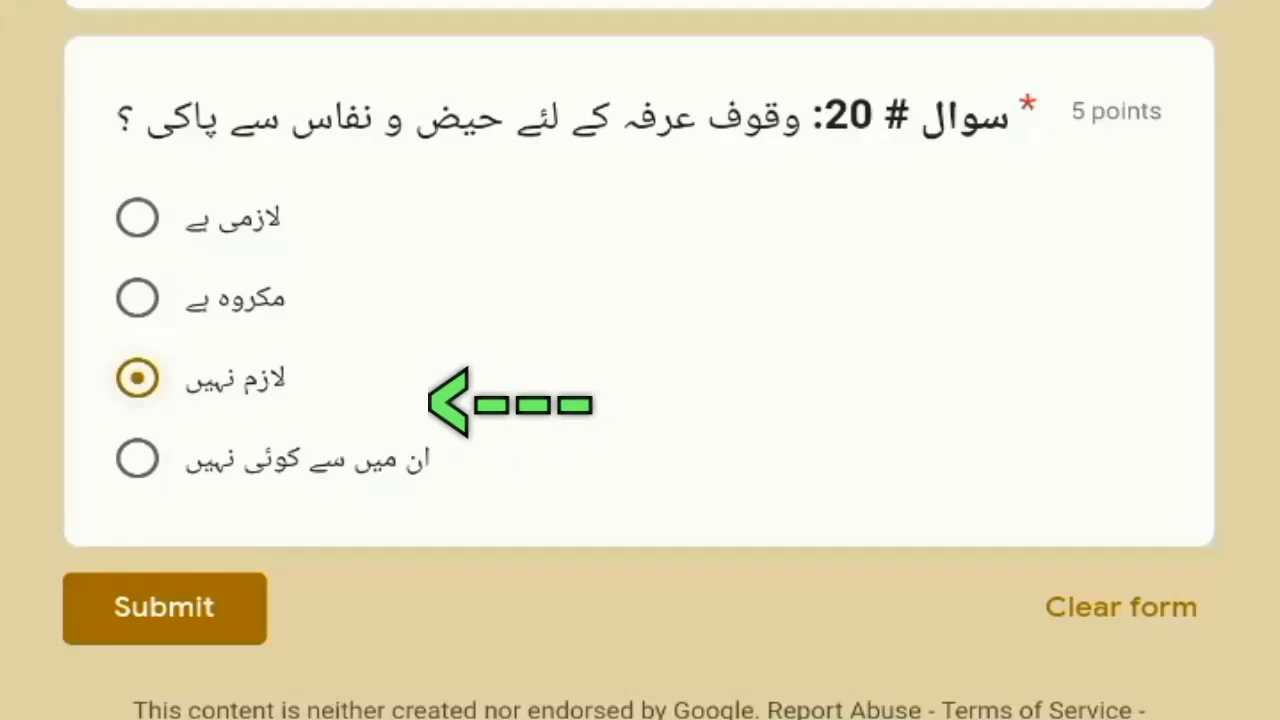 سوال # 20: وقوف عرفہ کے لئے حیض و نفاس سے پاکی ؟ *
5 points
لازمی ہے
مکروہ ہے
لازم نہیں
ان میں سے کوئی نہیں
Submit
Clear form
This content is neither created nor endorsed by Google. Report Abuse - Terms of Service -